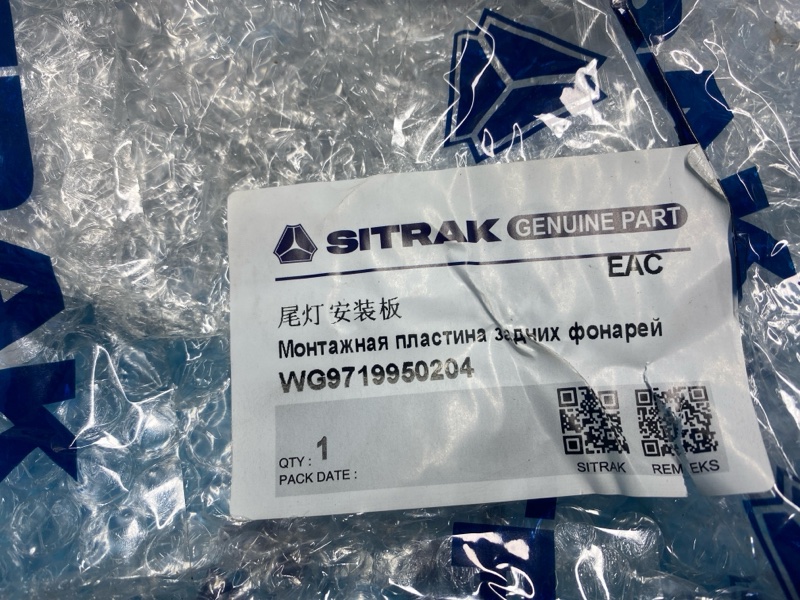 SITRAK GENUINE PART
EAC
尾灯安装板
Монтажная пластина задних фонарей
WG9719950204
QTY : 1
PACK DATE :
SITRAK